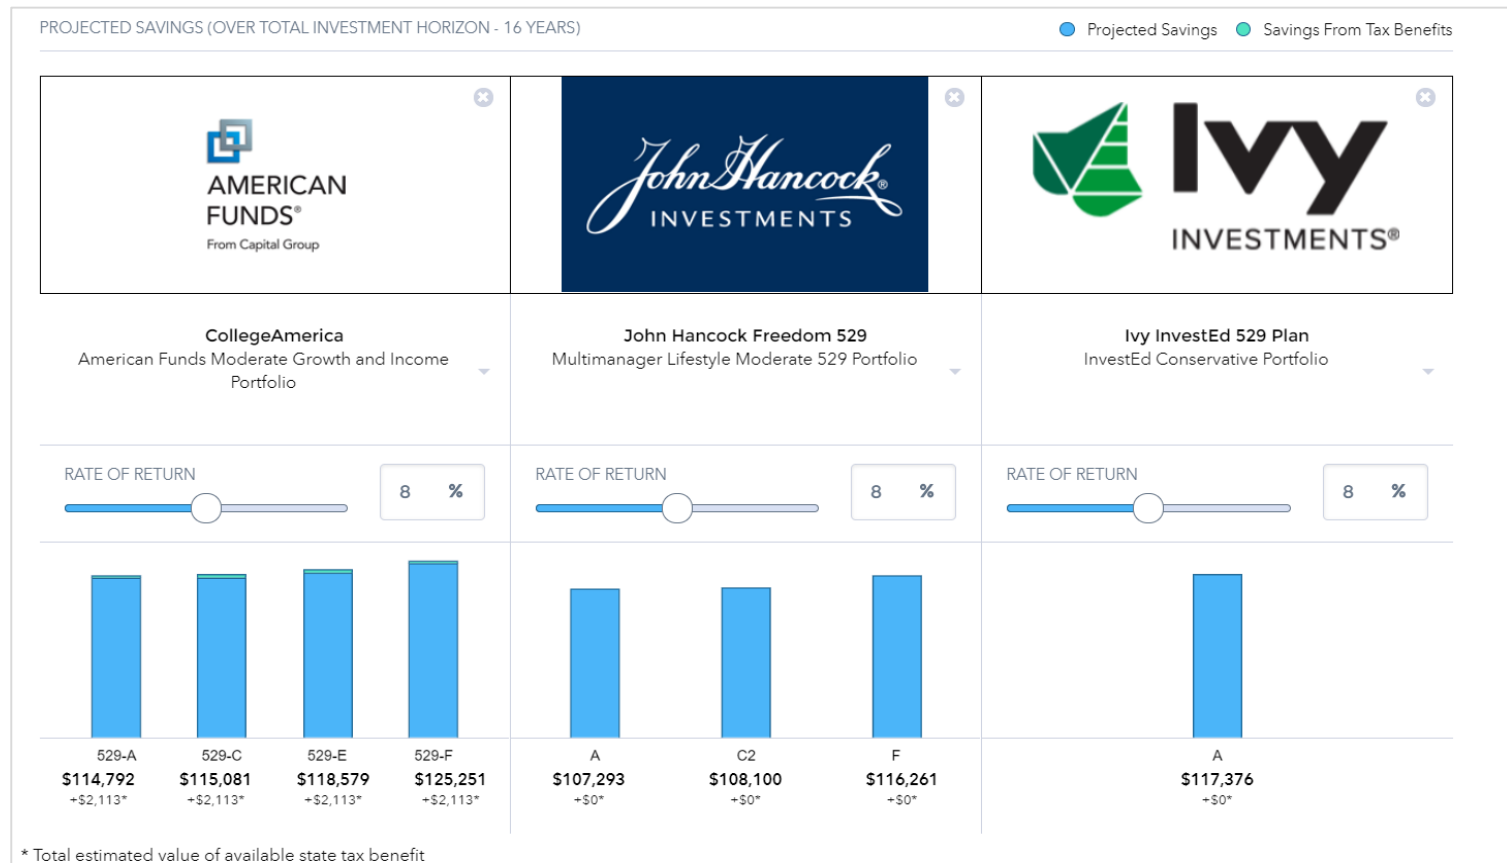 PROJECTED SAVINGS (OVER TOTAL INVESTMENT HORIZON - 16 YEARS)
Projected Savings
Savings From Tax Benefits
AMERICAN
FUNDS®
From Capital Group
John Hancock®
INVESTMENTS
Ivy
INVESTMENTS®
CollegeAmerica
American Funds Moderate Growth and Income
Portfolio
John Hancock Freedom 529
Multimanager Lifestyle Moderate 529 Portfolio
Ivy InvestEd 529 Plan
InvestEd Conservative Portfolio
RATE OF RETURN
8 %
RATE OF RETURN
8 %
RATE OF RETURN
8 %
529-A 529-C 529-E 529-F
$114,792 $115,081 $118,579 $125,251
+$2,113* +$2,113* +$2,113* +$2,113*
A C2 F
$107,293 $108,100 $116,261
+$0* +$0* +$0*
A
$117,376
+$0*
* Total estimated value of available state tax benefit